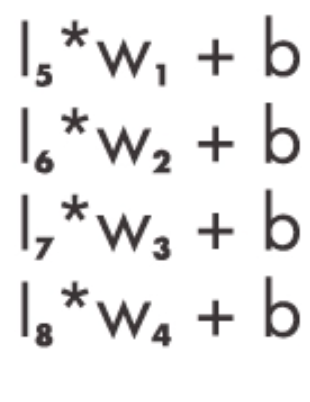 I₅*w₁ + b
I₆*w₂ + b
I₇*w₃ + b
I₈*w₄ + b